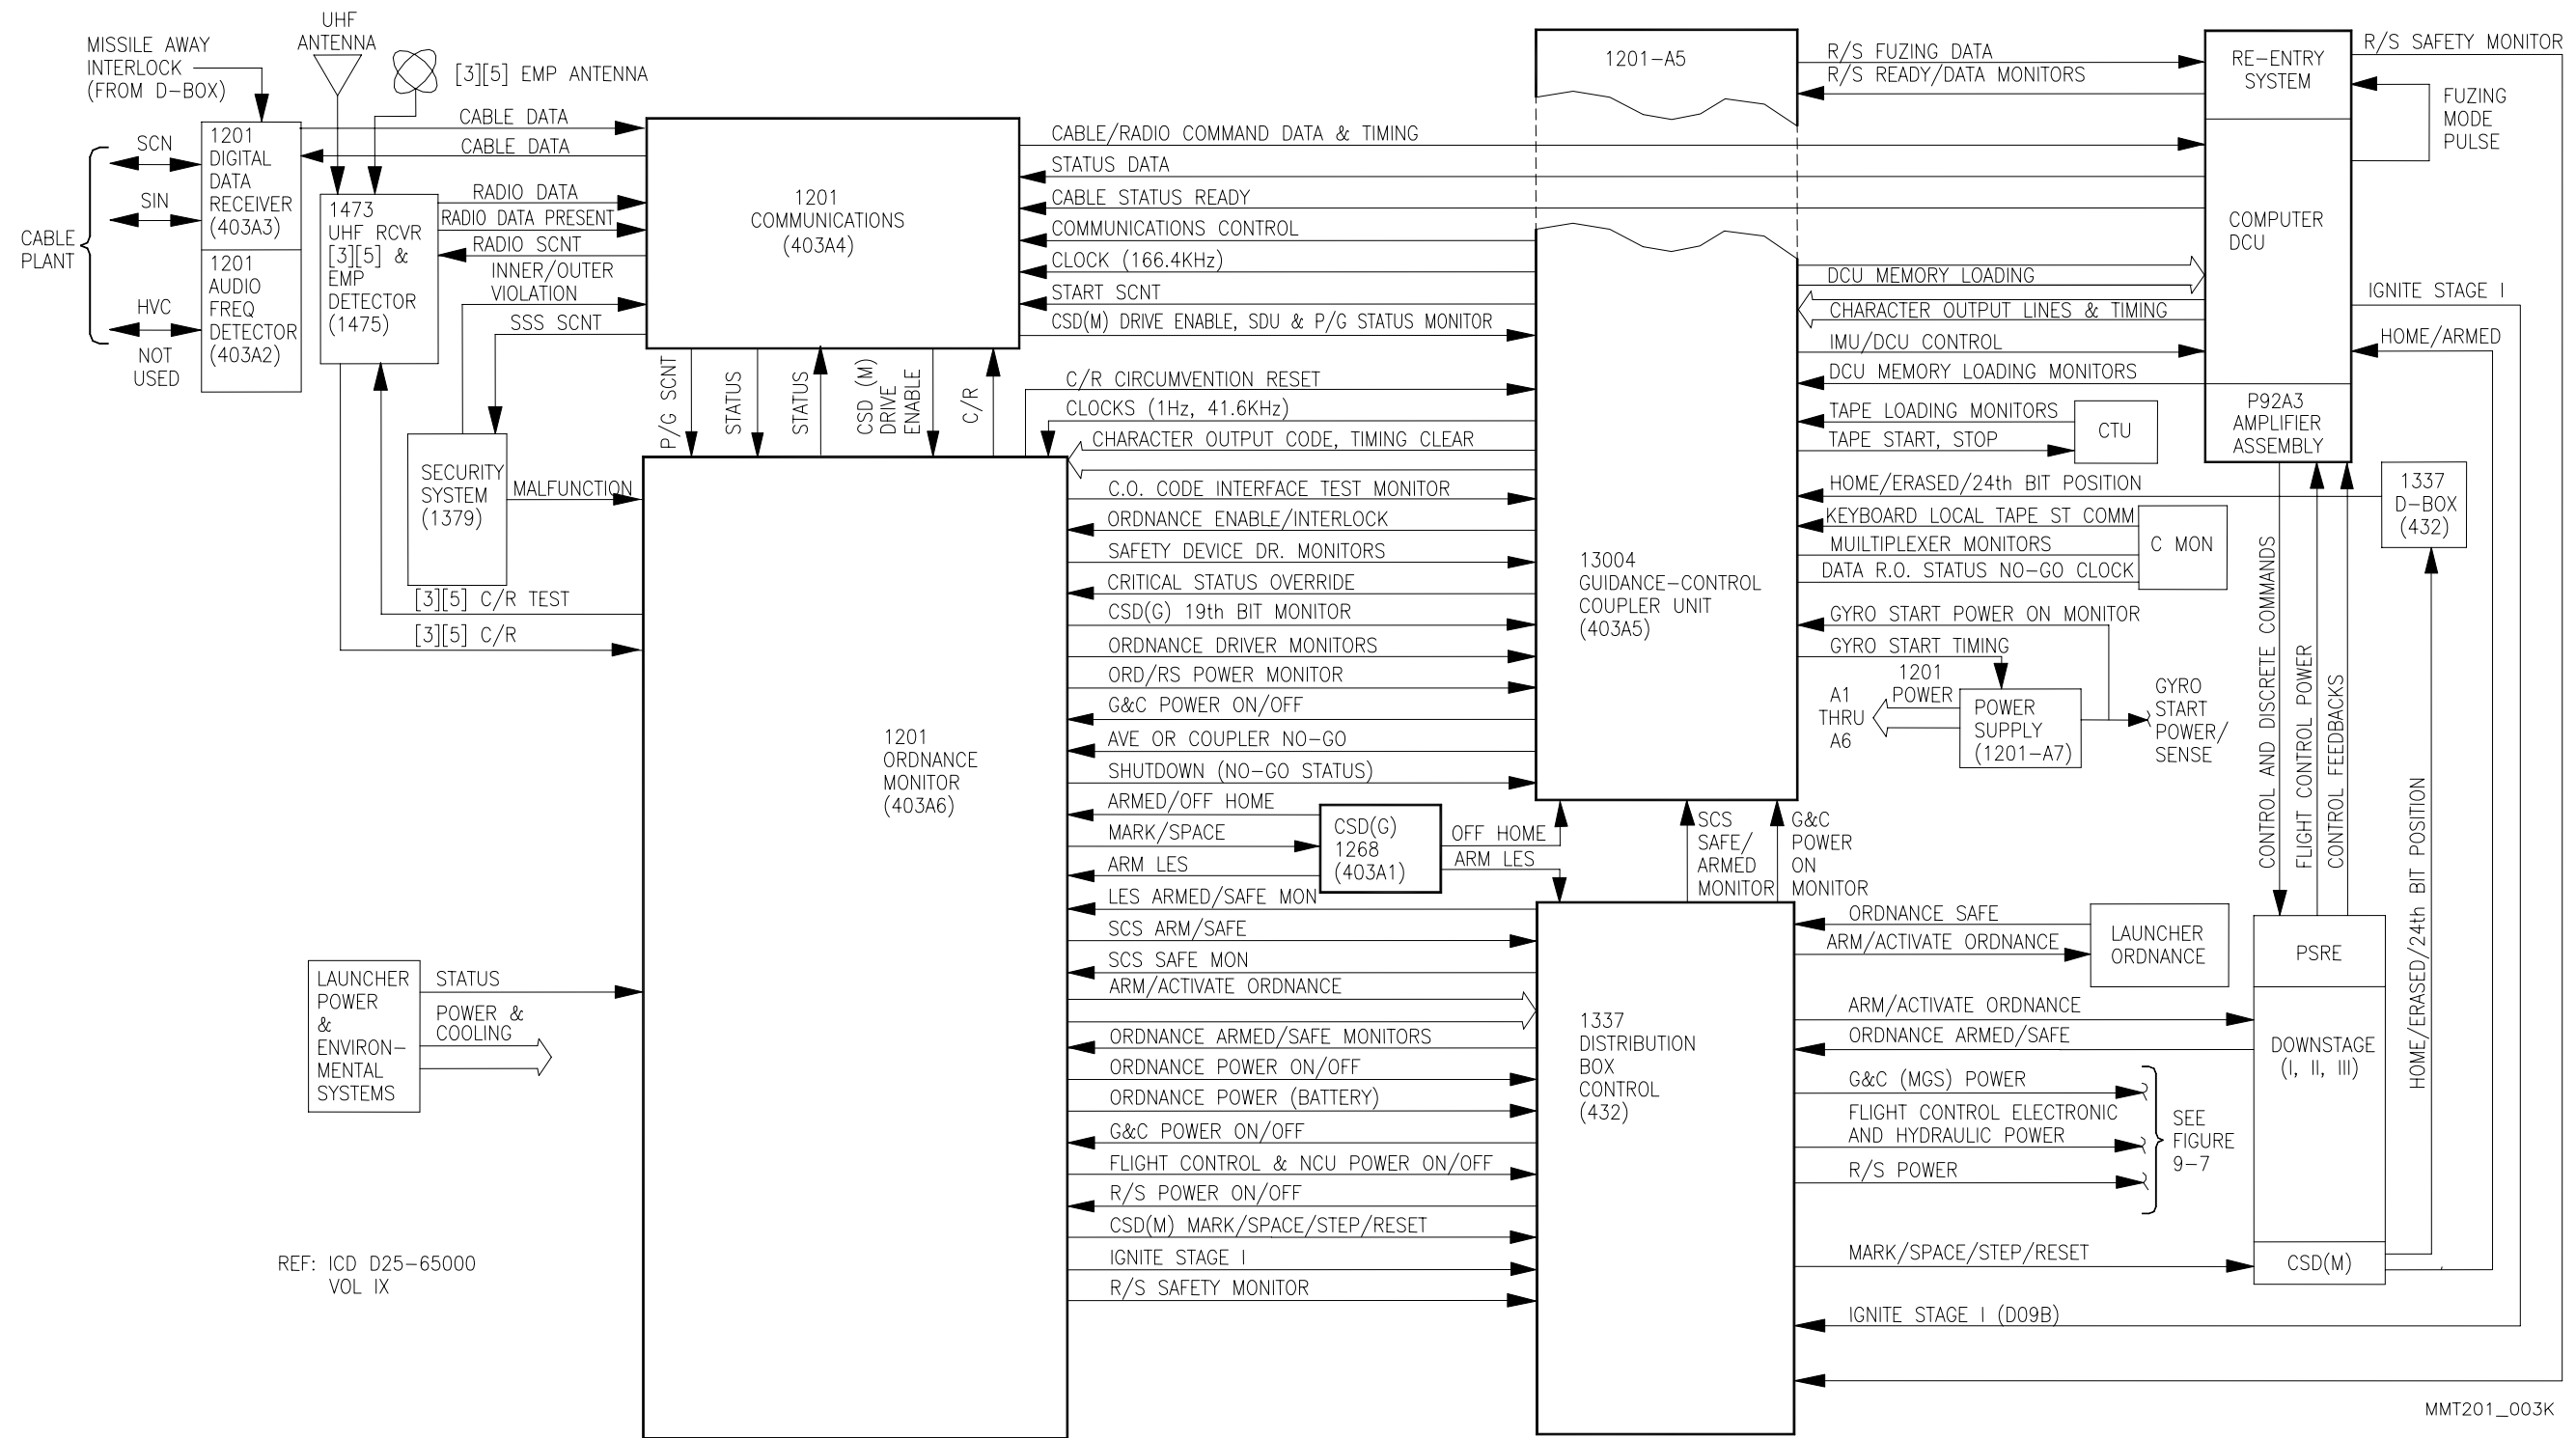 UHF
ANTENNA
MISSILE AWAY
INTERLOCK
(FROM D-BOX)
[3][5] EMP ANTENNA
CABLE
PLANT
SCN
SIN
HVC
NOT
USED
1201
DIGITAL
DATA
RECEIVER
(403A3)
1201
AUDIO
FREQ
DETECTOR
(403A2)
1473
UHF RCVR
[3][5] &
EMP
DETECTOR
(1475)
CABLE DATA
CABLE DATA
RADIO DATA
RADIO DATA PRESENT
RADIO SCNT
INNER/OUTER
VIOLATION
SSS SCNT
SECURITY
SYSTEM
(1379)
MALFUNCTION
[3][5] C/R TEST
[3][5] C/R
LAUNCHER
POWER
&
ENVIRON-
MENTAL
SYSTEMS
STATUS
POWER &
COOLING
REF: ICD D25-65000
VOL IX
1201
COMMUNICATIONS
(403A4)
P/G SCNT
STATUS
STATUS
CSD (M)
DRIVE
ENABLE
C/R
1201
ORDNANCE
MONITOR
(403A6)
CABLE/RADIO COMMAND DATA & TIMING
STATUS DATA
CABLE STATUS READY
COMMUNICATIONS CONTROL
CLOCK (166.4KHz)
START SCNT
CSD(M) DRIVE ENABLE, SDU & P/G STATUS MONITOR
C/R CIRCUMVENTION RESET
CLOCKS (1Hz, 41.6KHz)
CHARACTER OUTPUT CODE, TIMING CLEAR
C.O. CODE INTERFACE TEST MONITOR
ORDNANCE ENABLE/INTERLOCK
SAFETY DEVICE DR. MONITORS
CRITICAL STATUS OVERRIDE
CSD(G) 19th BIT MONITOR
ORDNANCE DRIVER MONITORS
ORD/RS POWER MONITOR
G&C POWER ON/OFF
AVE OR COUPLER NO-GO
SHUTDOWN (NO-GO STATUS)
ARMED/OFF HOME
MARK/SPACE
ARM LES
CSD(G)
1268
(403A1)
OFF HOME
ARM LES
LES ARMED/SAFE MON
SCS ARM/SAFE
SCS SAFE MON
ARM/ACTIVATE ORDNANCE
ORDNANCE ARMED/SAFE MONITORS
ORDNANCE POWER ON/OFF
ORDNANCE POWER (BATTERY)
G&C POWER ON/OFF
FLIGHT CONTROL & NCU POWER ON/OFF
R/S POWER ON/OFF
CSD(M) MARK/SPACE/STEP/RESET
IGNITE STAGE I
R/S SAFETY MONITOR
1201-A5
13004
GUIDANCE-CONTROL
COUPLER UNIT
(403A5)
SCS
SAFE/
ARMED
MONITOR
G&C
POWER
ON
MONITOR
1337
DISTRIBUTION
BOX
CONTROL
(432)
R/S FUZING DATA
R/S READY/DATA MONITORS
DCU MEMORY LOADING
CHARACTER OUTPUT LINES & TIMING
IMU/DCU CONTROL
DCU MEMORY LOADING MONITORS
TAPE LOADING MONITORS
TAPE START, STOP
CTU
HOME/ERASED/24th BIT POSITION
KEYBOARD LOCAL TAPE ST COMM
MUILTIPLEXER MONITORS
DATA R.O. STATUS NO-GO CLOCK
C MON
GYRO START POWER ON MONITOR
GYRO START TIMING
1201
POWER
A1
THRU
A6
POWER
SUPPLY
(1201-A7)
GYRO
START
POWER/
SENSE
ORDNANCE SAFE
ARM/ACTIVATE ORDNANCE
LAUNCHER
ORDNANCE
ARM/ACTIVATE ORDNANCE
ORDNANCE ARMED/SAFE
G&C (MGS) POWER
FLIGHT CONTROL ELECTRONIC
AND HYDRAULIC POWER
R/S POWER
SEE
FIGURE
9-7
MARK/SPACE/STEP/RESET
IGNITE STAGE I (D09B)
RE-ENTRY
SYSTEM
COMPUTER
DCU
P92A3
AMPLIFIER
ASSEMBLY
R/S SAFETY MONITOR
FUZING
MODE
PULSE
IGNITE STAGE I
HOME/ARMED
1337
D-BOX
(432)
CONTROL AND DISCRETE COMMANDS
FLIGHT CONTROL POWER
CONTROL FEEDBACKS
HOME/ERASED/24th BIT POSITION
PSRE
DOWNSTAGE
(I, II, III)
CSD(M)
MMT201_003K